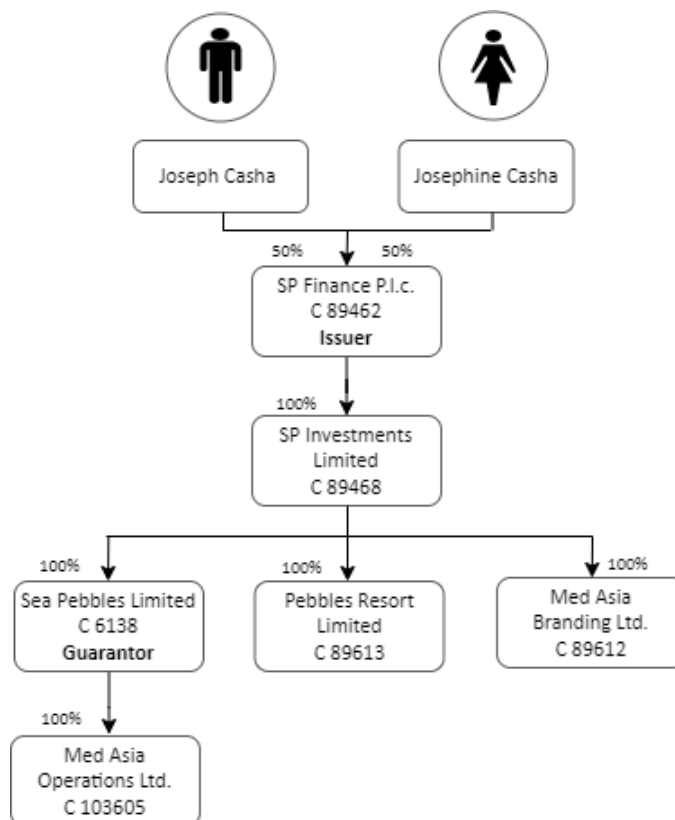 Joseph Casha
Josephine Casha
50%
50%
SP Finance P.l.c.
C 89462
Issuer
100%
SP Investments
Limited
C 89468
100%
Sea Pebbles Limited
C 6138
Guarantor
100%
Pebbles Resort
Limited
C 89613
100%
Med Asia
Branding Ltd.
C 89612
100%
Med Asia
Operations Ltd.
C 103605